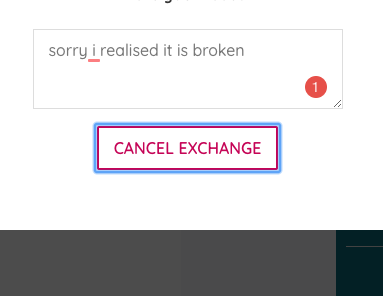 sorry i realised it is broken
1
CANCEL EXCHANGE